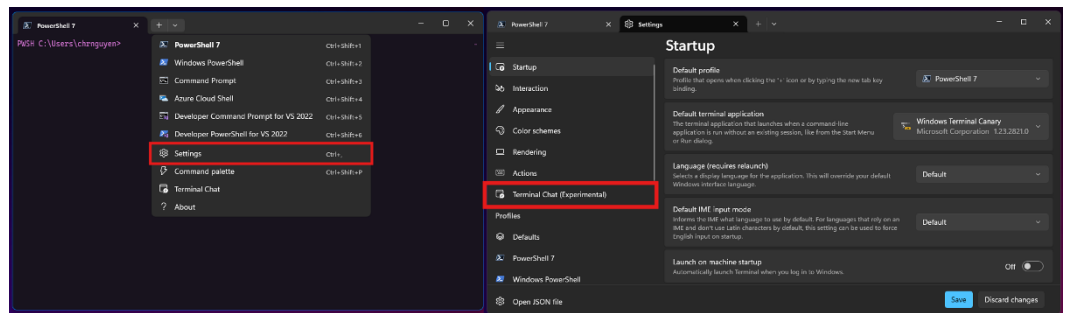 PowerShell 7
PWSH C:\Users\chrnguyen>
PowerShell 7 Ctrl+Shift+1
Windows PowerShell Ctrl+Shift+2
Command Prompt Ctrl+Shift+3
Azure Cloud Shell Ctrl+Shift+4
Developer Command Prompt for VS 2022 Ctrl+Shift+5
Developer PowerShell for VS 2022 Ctrl+Shift+6
Settings Ctrl+,
Command palette Ctrl+Shift+P
Terminal Chat
? About
PowerShell 7
Settings
Startup
Interaction
Appearance
Color schemes
Rendering
Actions
Terminal Chat (Experimental)
Profiles
Defaults
PowerShell 7
Windows PowerShell
Open JSON file
Startup
Default profile
Profile that opens when clicking the '+' icon or by typing the new tab key
binding.
PowerShell 7
Default terminal application
The terminal application that launches when a command-line
application is run without an existing session, like from the Start Menu
or Run dialog.
Windows Terminal Canary
Microsoft Corporation 1.23.2821.0
Language (requires relaunch)
Selects a display language for the application. This will override your default
Windows interface language.
Default
Default IME input mode
Informs the IME what language to use by default. For languages that rely on an
IME and don't use Latin characters by default, this setting can be used to force
English input on startup.
Default
Launch on machine startup
Automatically launch Terminal when you log in to Windows.
Off
Save
Discard changes